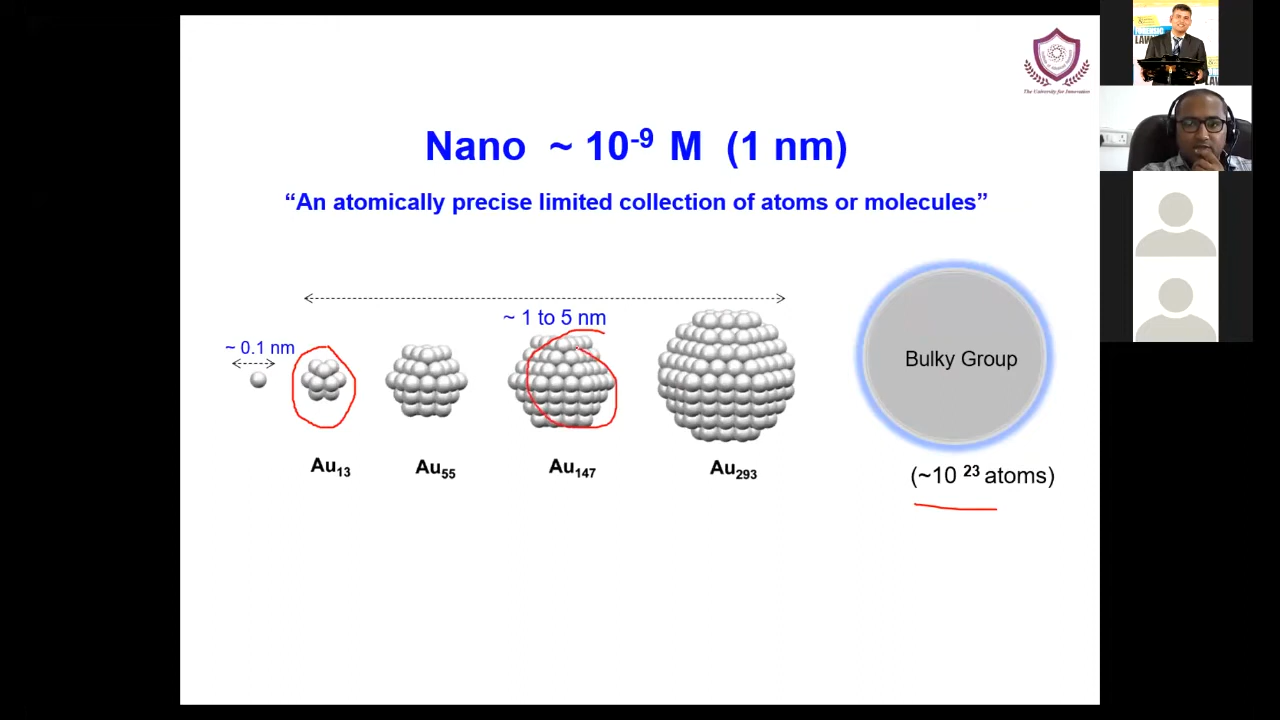 The University for Innovation
Nano ~ 10⁻⁹ M (1 nm)
“An atomically precise limited collection of atoms or molecules”
~ 1 to 5 nm
~ 0.1 nm
Bulky Group
Au₁₃ Au₅₅ Au₁₄₇ Au₂₉₃
(~10 ²³ atoms)
LAW